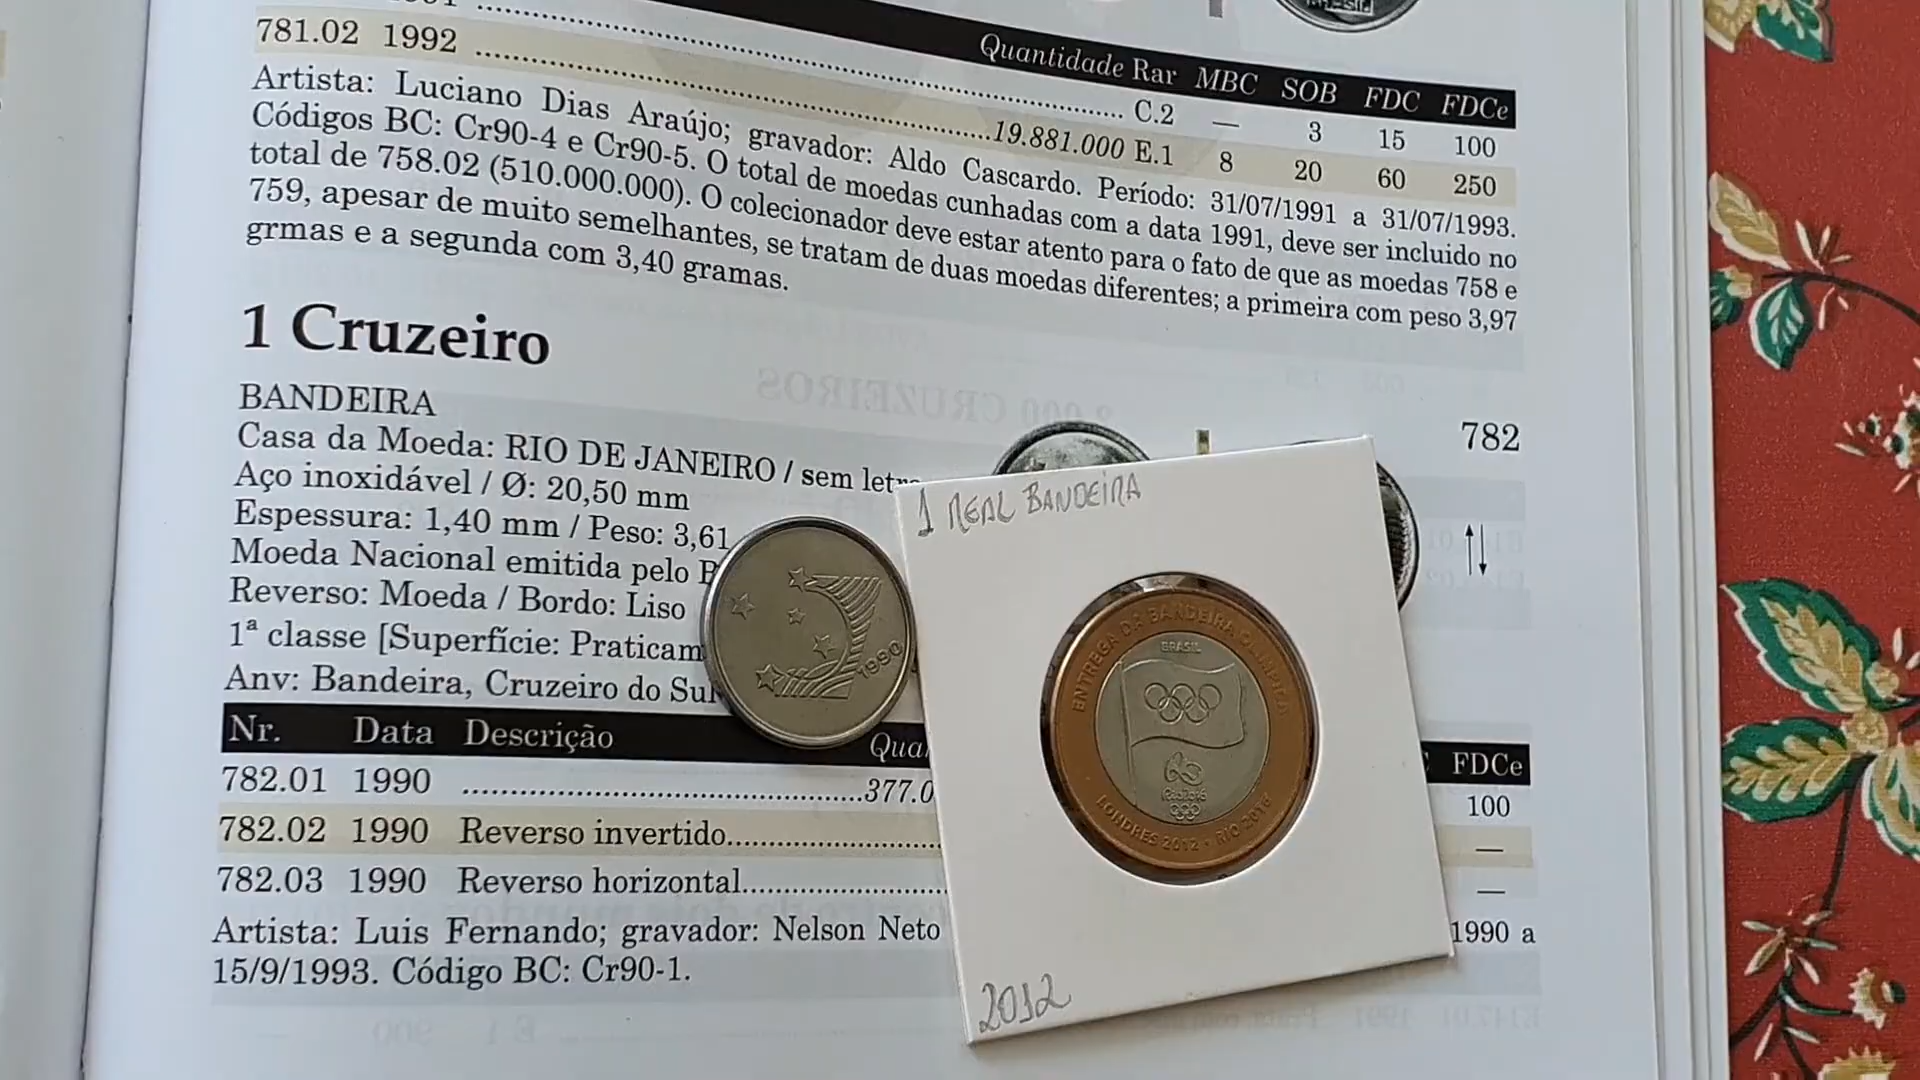 781.02 1992
Quantidade Rar MBC SOB FDC FDCe
C.2 — 3 15 100
19.881.000 E.1 8 20 60 250
Artista: Luciano Dias Araújo; gravador: Aldo Cascardo. Período: 31/07/1991 a 31/07/1993.
Códigos BC: Cr90-4 e Cr90-5. O total de moedas cunhadas com a data 1991, deve ser incluido no
total de 758.02 (510.000.000). O colecionador deve estar atento para o fato de que as moedas 758 e
759, apesar de muito semelhantes, se tratam de duas moedas diferentes; a primeira com peso 3,97
grmas e a segunda com 3,40 gramas.
1 Cruzeiro
BANDEIRA
782
Casa da Moeda: RIO DE JANEIRO / sem
Aço inoxidável / Ø: 20,50 mm
Espessura: 1,40 mm / Peso: 3,61
Moeda Nacional emitida pelo
Reverso: Moeda / Bordo: Liso
1ª classe [Superfície:
Anv: Bandeira, Cruzeiro do
Nr. Data Descrição FDCe
782.01 1990 100
782.02 1990 Reverso invertido —
782.03 1990 Reverso horizontal —
Artista: Luis Fernando; gravador: Nelson Neto 1990 a
15/9/1993. Código BC: Cr90-1.
1990
1 REAL BANDEIRA
ENTREGA DA BANDEIRA OLÍMPICA
BRASIL
Rio2016
LONDRES 2012 • RIO 2016
2012